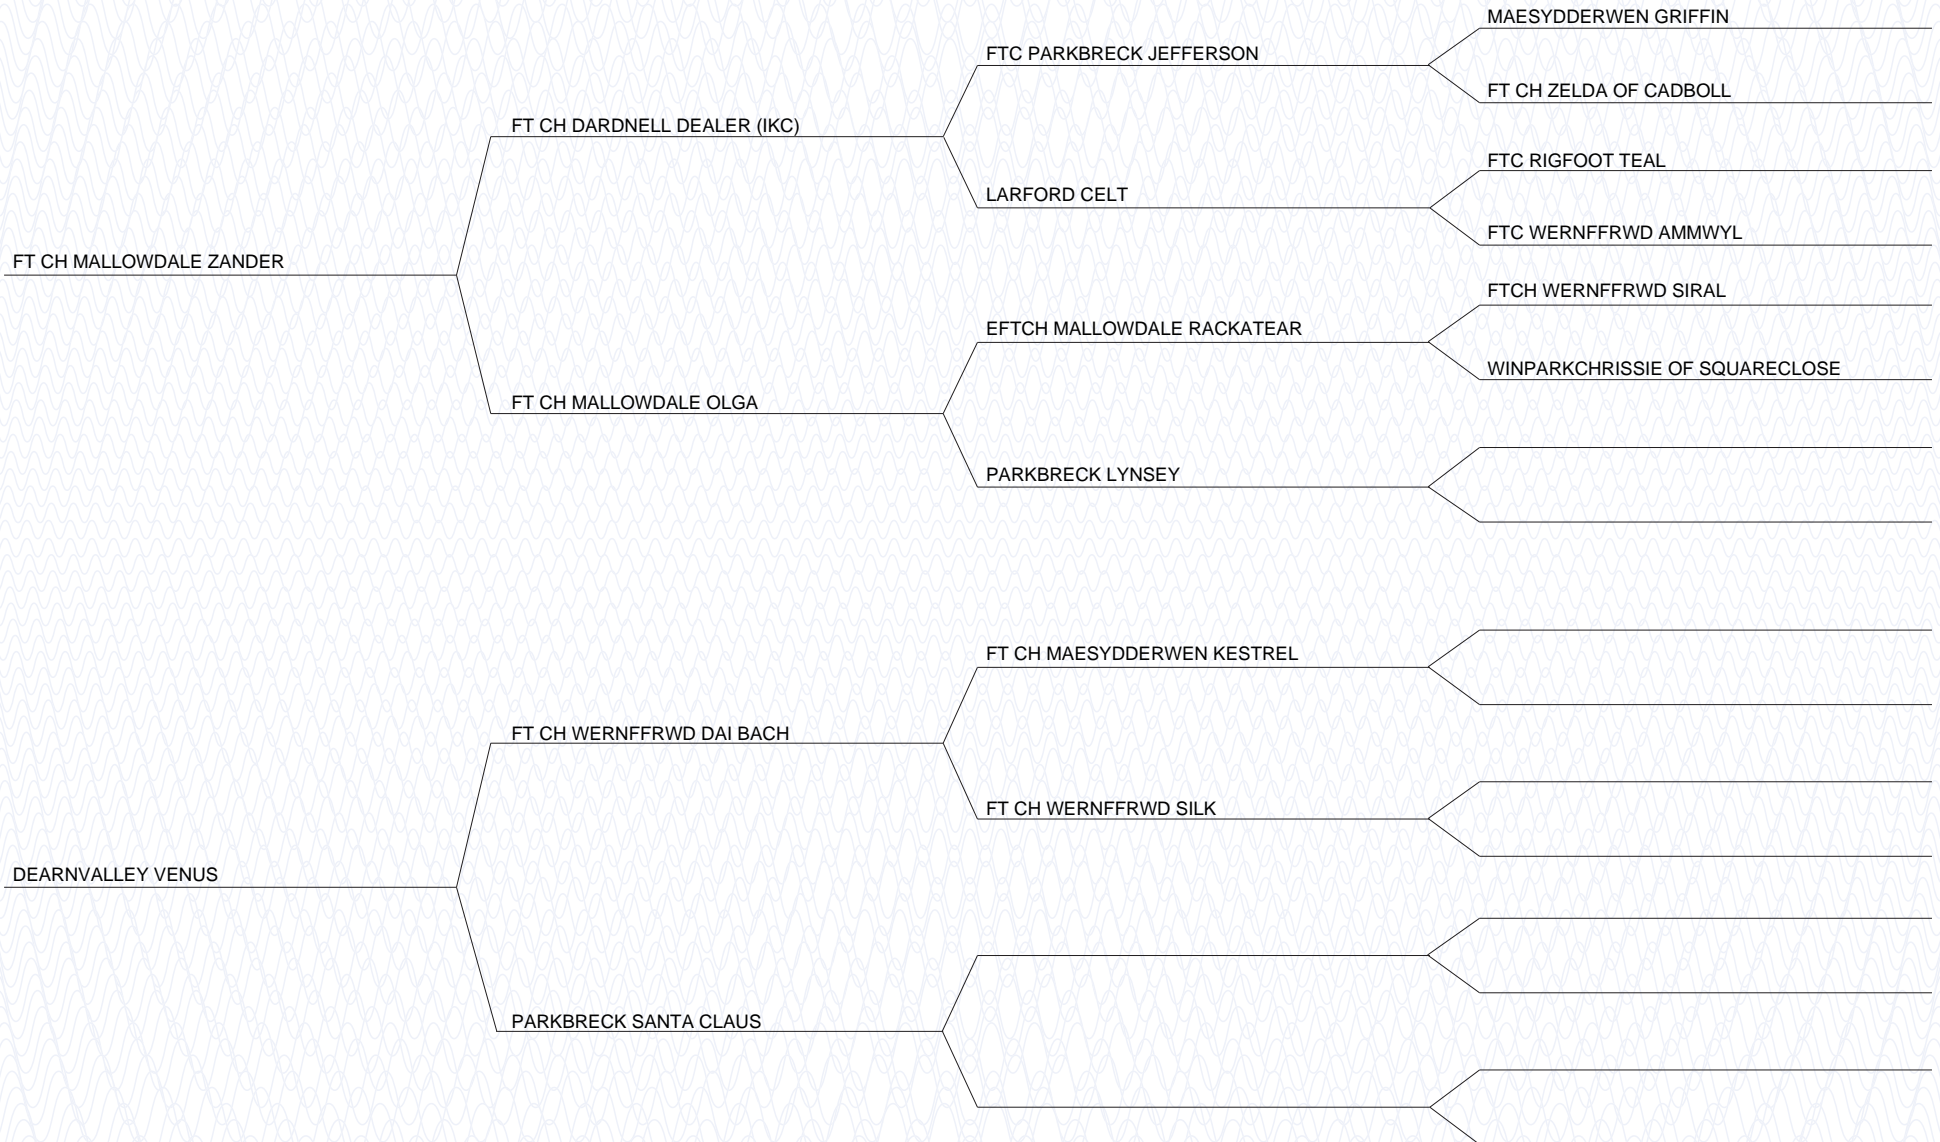 MAESYDDERWEN GRIFFIN
FTC PARKBRECK JEFFERSON
FT CH ZELDA OF CADBOLL
FT CH DARDNELL DEALER (IKC)
FTC RIGFOOT TEAL
LARFORD CELT
FTC WERNFFRWD AMMWYL
FT CH MALLOWDALE ZANDER
FTCH WERNFFRWD SIRAL
EFTCH MALLOWDALE RACKATEAR
WINPARKCHRISSIE OF SQUARECLOSE
FT CH MALLOWDALE OLGA
PARKBRECK LYNSEY
FT CH MAESYDDERWEN KESTREL
FT CH WERNFFRWD DAI BACH
FT CH WERNFFRWD SILK
DEARNVALLEY VENUS
PARKBRECK SANTA CLAUS